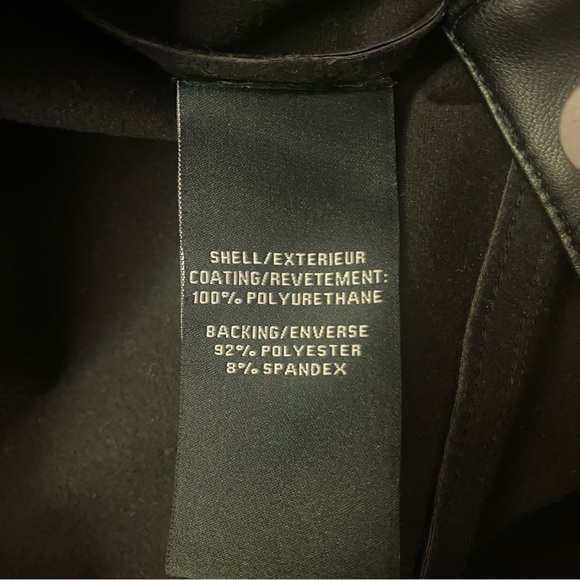 SHELL/EXTERIEUR
COATING/REVETEMENT:
100% POLYURETHANE
BACKING/ENVERSE
92% POLYESTER
8% SPANDEX